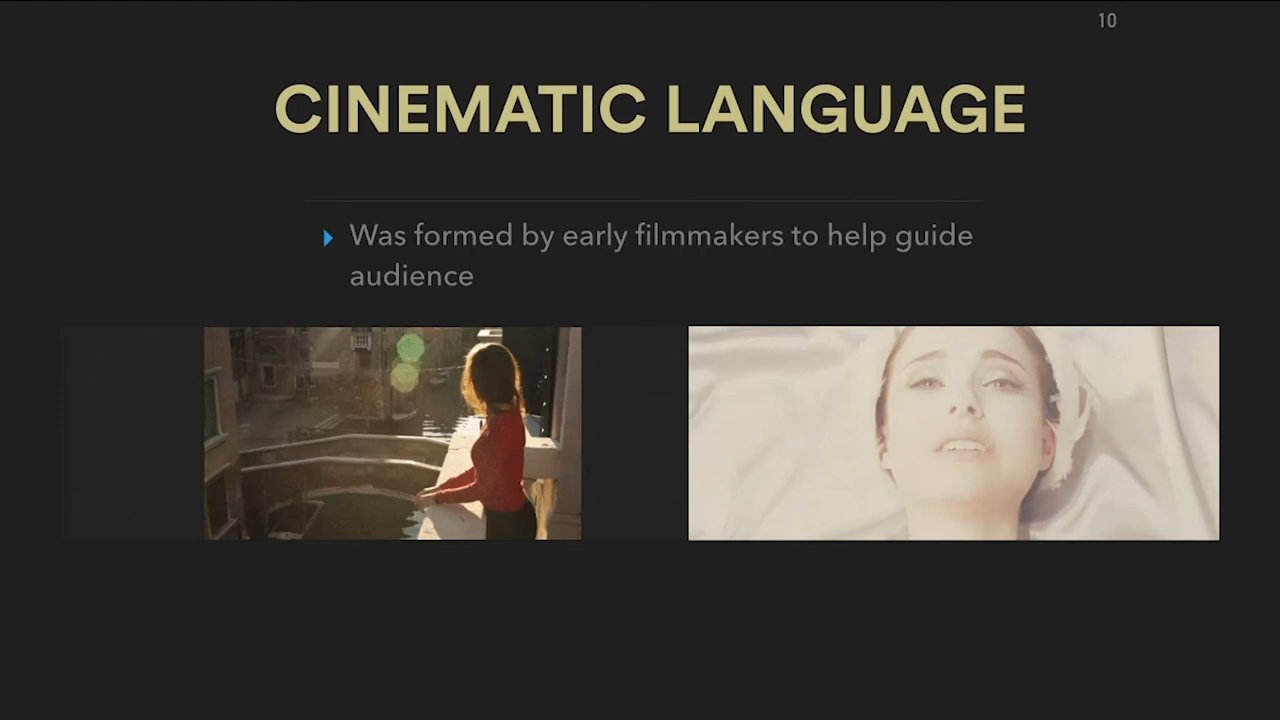 10
CINEMATIC LANGUAGE
Was formed by early filmmakers to help guide
audience